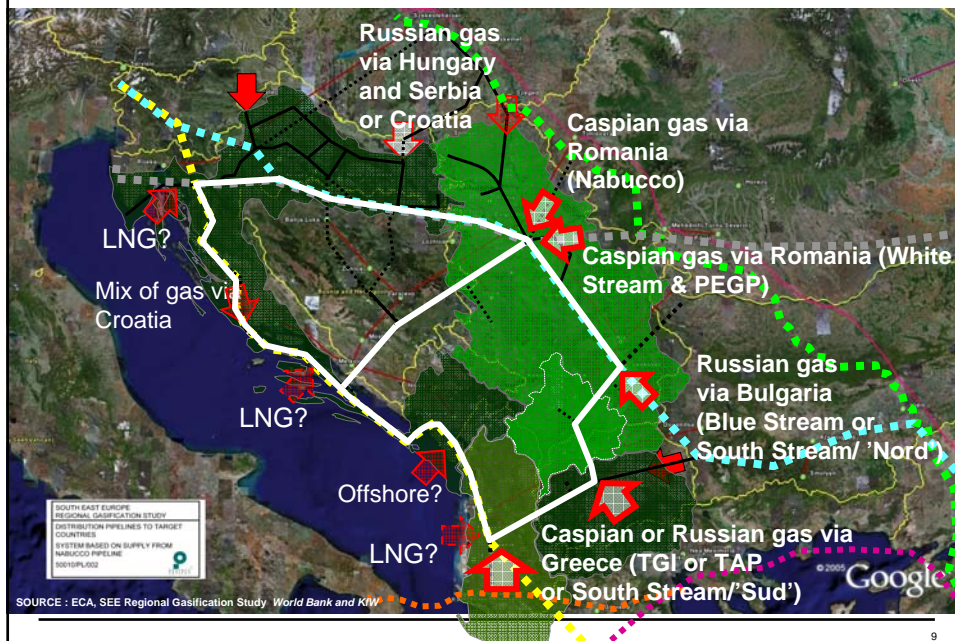 Russian gas
via Hungary
and Serbia
or Croatia
Caspian gas via
Romania
(Nabucco)
LNG?
Caspian gas via Romania (White
Stream & PEGP)
Mix of gas via
Croatia
Russian gas
via Bulgaria
(Blue Stream or
South Stream/ 'Nord')
LNG?
Offshore?
LNG?
Caspian or Russian gas via
Greece (TGI or TAP
or South Stream/'Sud')
SOUTH EAST EUROPE
REGIONAL GASIFICATION STUDY
DISTRIBUTION PIPELINES TO TARGET
COUNTRIES
SYSTEM BASED ON SUPPLY FROM
NABUCCO PIPELINE
50010/PL/002
© 2005 Google
SOURCE : ECA, SEE Regional Gasification Study World Bank and KfW
9